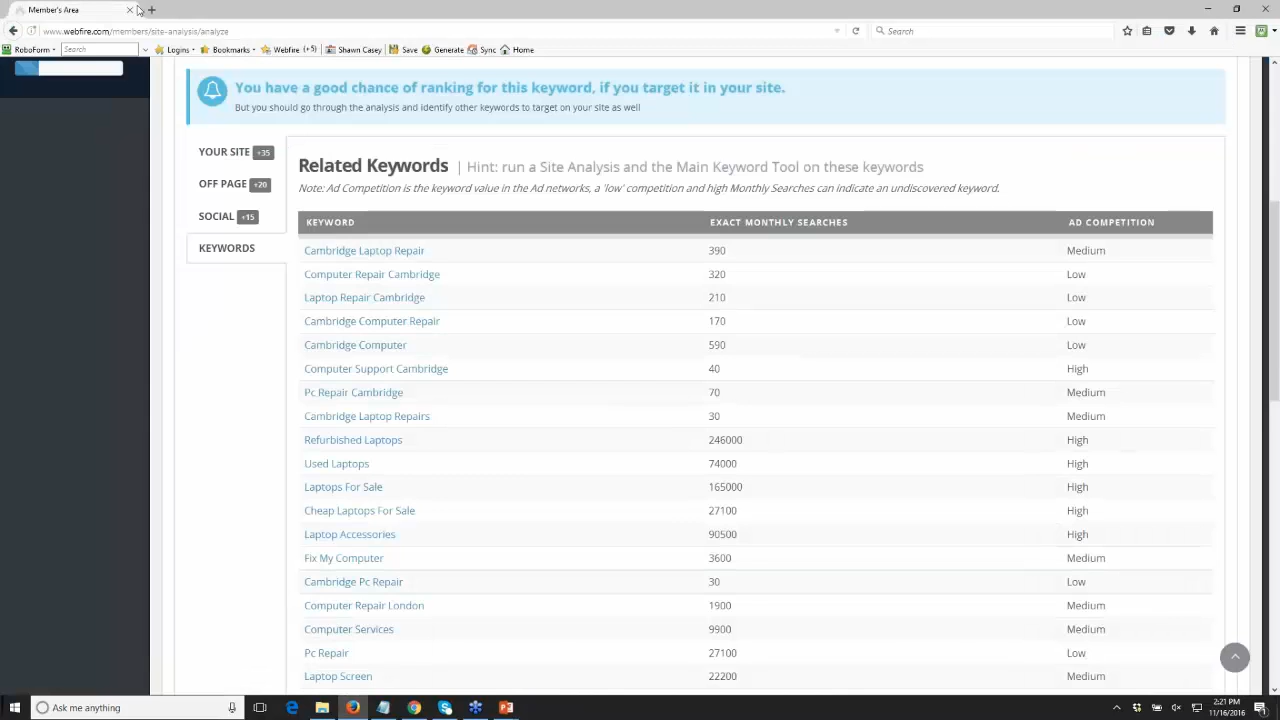 Member's Area
www.webfire.com/members/site-analysis/analyze
Search
RoboForm Search Logins Bookmarks Webfire (+5) Shawn Casey Save Generate Sync Home
You have a good chance of ranking for this keyword, if you target it in your site.
But you should go through the analysis and identify other keywords to target on your site as well
YOUR SITE +35
OFF PAGE +20
SOCIAL +15
KEYWORDS
Related Keywords | Hint: run a Site Analysis and the Main Keyword Tool on these keywords
Note: Ad Competition is the keyword value in the Ad networks, a 'low' competition and high Monthly Searches can indicate an undiscovered keyword.
KEYWORD EXACT MONTHLY SEARCHES AD COMPETITION
Cambridge Laptop Repair 390 Medium
Computer Repair Cambridge 320 Low
Laptop Repair Cambridge 210 Low
Cambridge Computer Repair 170 Low
Cambridge Computer 590 Low
Computer Support Cambridge 40 High
Pc Repair Cambridge 70 Medium
Cambridge Laptop Repairs 30 Medium
Refurbished Laptops 246000 High
Used Laptops 74000 High
Laptops For Sale 165000 High
Cheap Laptops For Sale 27100 High
Laptop Accessories 90500 High
Fix My Computer 3600 Medium
Cambridge Pc Repair 30 Low
Computer Repair London 1900 Medium
Computer Services 9900 Medium
Pc Repair 27100 Low
Laptop Screen 22200 Medium
Ask me anything
2:21 PM
11/16/2016